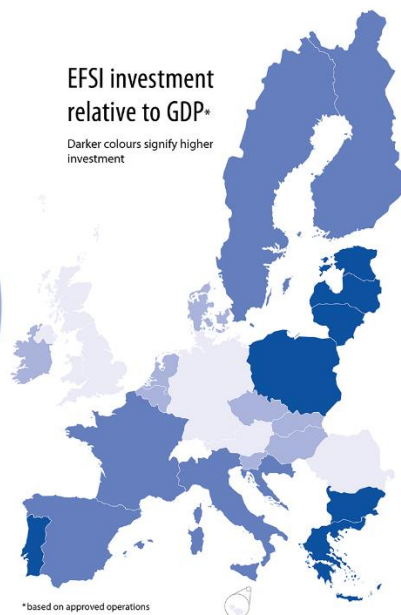 EFSI investment
relative to GDP*
Darker colours signify higher
investment
*based on approved operations